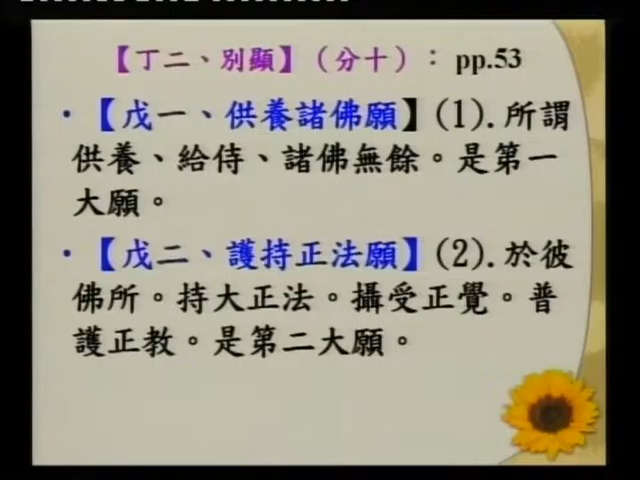 【丁二、別顯】（分十）：pp.53
・【戊一、供養諸佛願】(1).所謂
供養、給侍、諸佛無餘。是第一
大願。
・【戊二、護持正法願】(2).於彼
佛所。持大正法。攝受正覺。普
護正教。是第二大願。